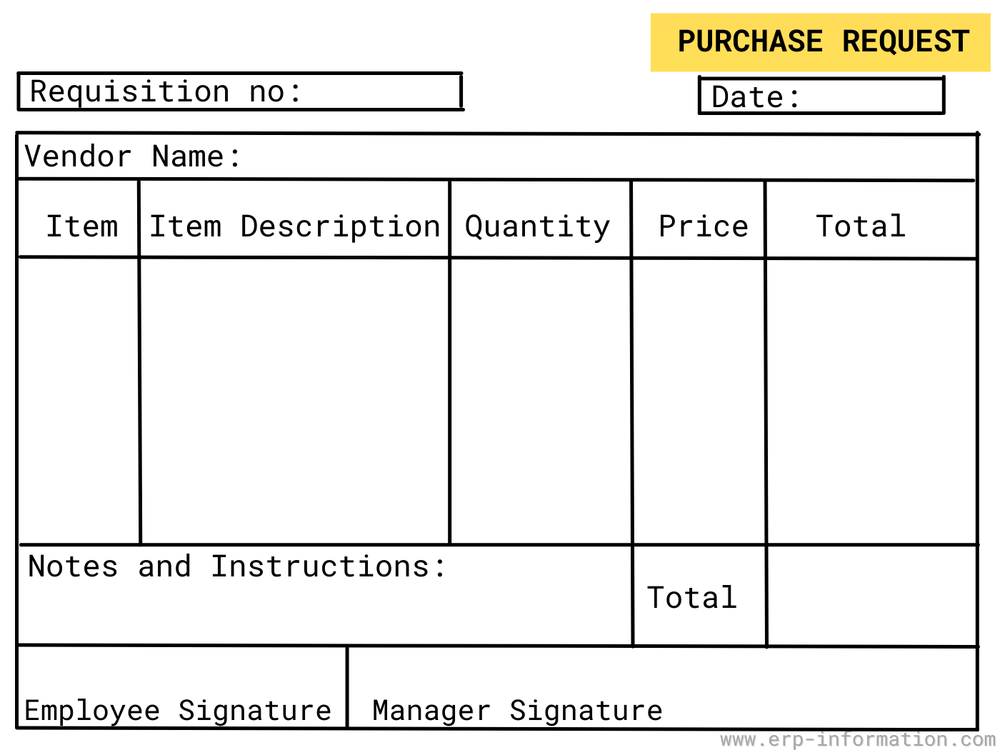 PURCHASE REQUEST
Requisition no:
Date:
Vendor Name:
Item Item Description Quantity Price Total
Notes and Instructions:
Total
Employee Signature Manager Signature
www.erp-information.com